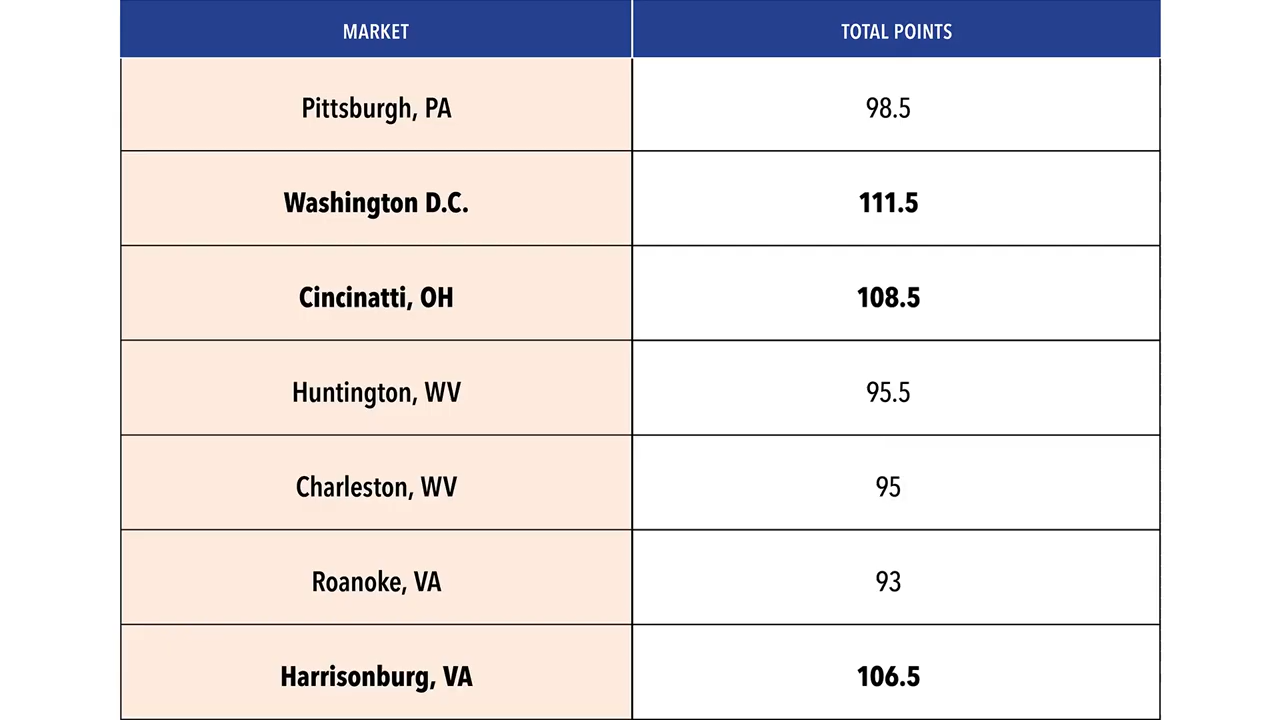 MARKET TOTAL POINTS
Pittsburgh, PA 98.5
Washington D.C. 111.5
Cincinatti, OH 108.5
Huntington, WV 95.5
Charleston, WV 95
Roanoke, VA 93
Harrisonburg, VA 106.5